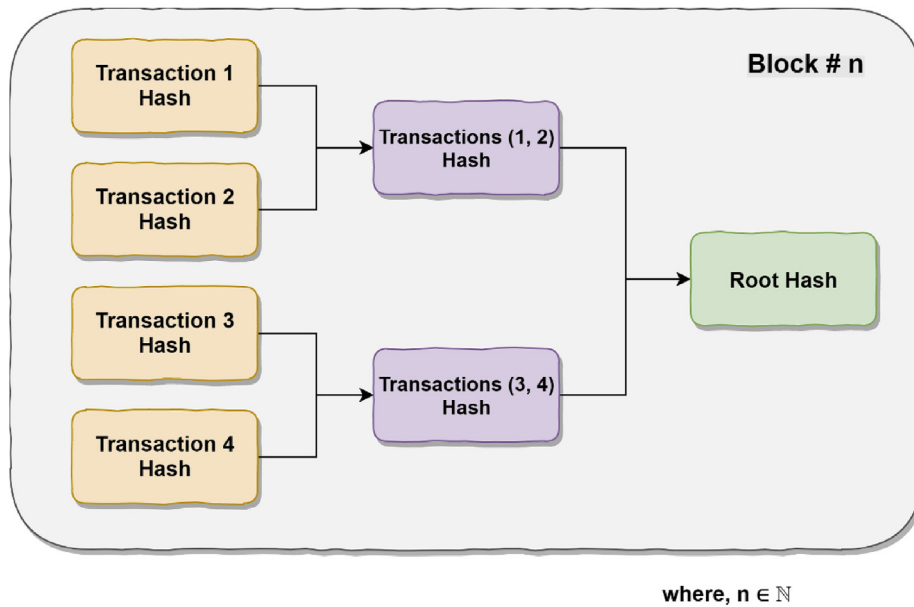 Block # n
Transaction 1
Hash
Transaction 2
Hash
Transactions (1, 2)
Hash
Root Hash
Transaction 3
Hash
Transactions (3, 4)
Hash
Transaction 4
Hash
where, n ∈ ℕ